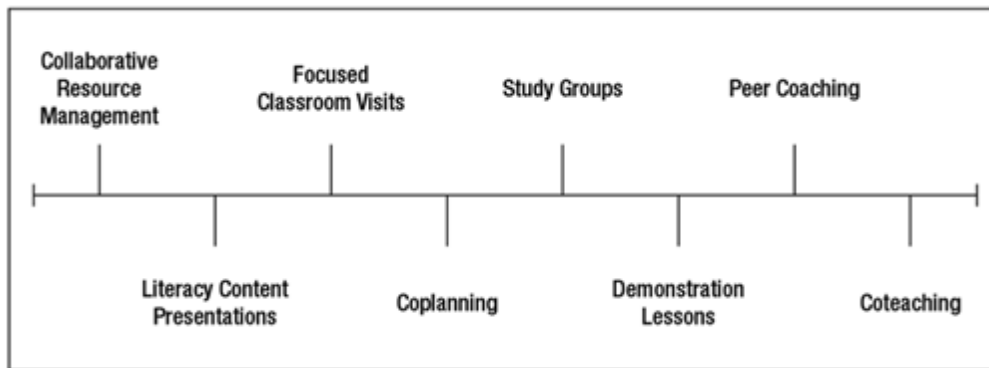 Collaborative
Resource
Management
Focused
Classroom Visits
Study Groups
Peer Coaching
Literacy Content
Presentations
Coplanning
Demonstration
Lessons
Coteaching